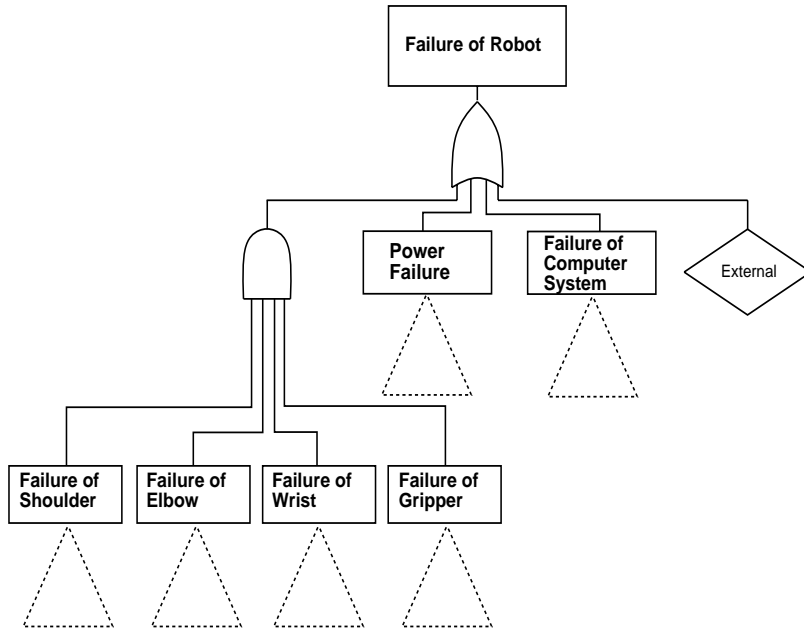 Failure of Robot
Power
Failure
Failure of
Computer
System
External
Failure of
Shoulder
Failure of
Elbow
Failure of
Wrist
Failure of
Gripper